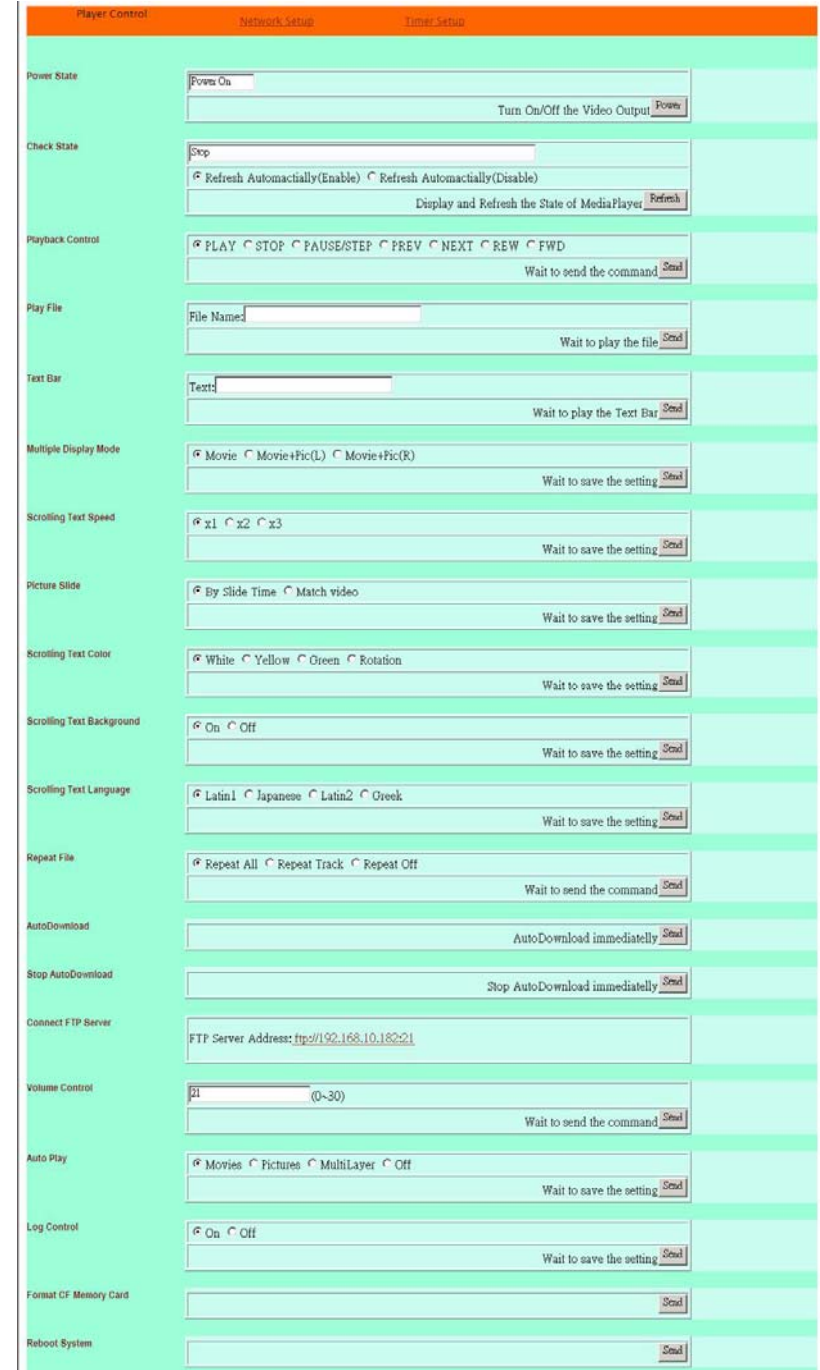 Player Control Network Setup Timer Setup
Power State
Power On
Turn On/Off the Video Output Power
Check State
Stop
Refresh Automactially(Enable) Refresh Automactially(Disable)
Display and Refresh the State of MediaPlayer Refresh
Playback Control
PLAY STOP PAUSE/STEP PREV NEXT REW FWD
Wait to send the command Send
Play File
File Name:
Wait to play the file Send
Text Bar
Text:
Wait to play the Text Bar Send
Multiple Display Mode
Movie Movie+Pic(L) Movie+Pic(R)
Wait to save the setting Send
Scrolling Text Speed
x1 x2 x3
Wait to save the setting Send
Picture Slide
By Slide Time Match video
Wait to save the setting Send
Scrolling Text Color
White Yellow Green Rotation
Wait to save the setting Send
Scrolling Text Background
On Off
Wait to save the setting Send
Scrolling Text Language
Latin1 Japanese Latin2 Greek
Wait to save the setting Send
Repeat File
Repeat All Repeat Track Repeat Off
Wait to send the command Send
AutoDownload
AutoDownload immediatelly Send
Stop AutoDownload
Stop AutoDownload immediatelly Send
Connect FTP Server
FTP Server Address: ftp://192.168.10.182:21
Volume Control
21 (0~30)
Wait to send the command Send
Auto Play
Movies Pictures MultiLayer Off
Wait to save the setting Send
Log Control
On Off
Wait to save the setting Send
Format CF Memory Card
Send
Reboot System
Send